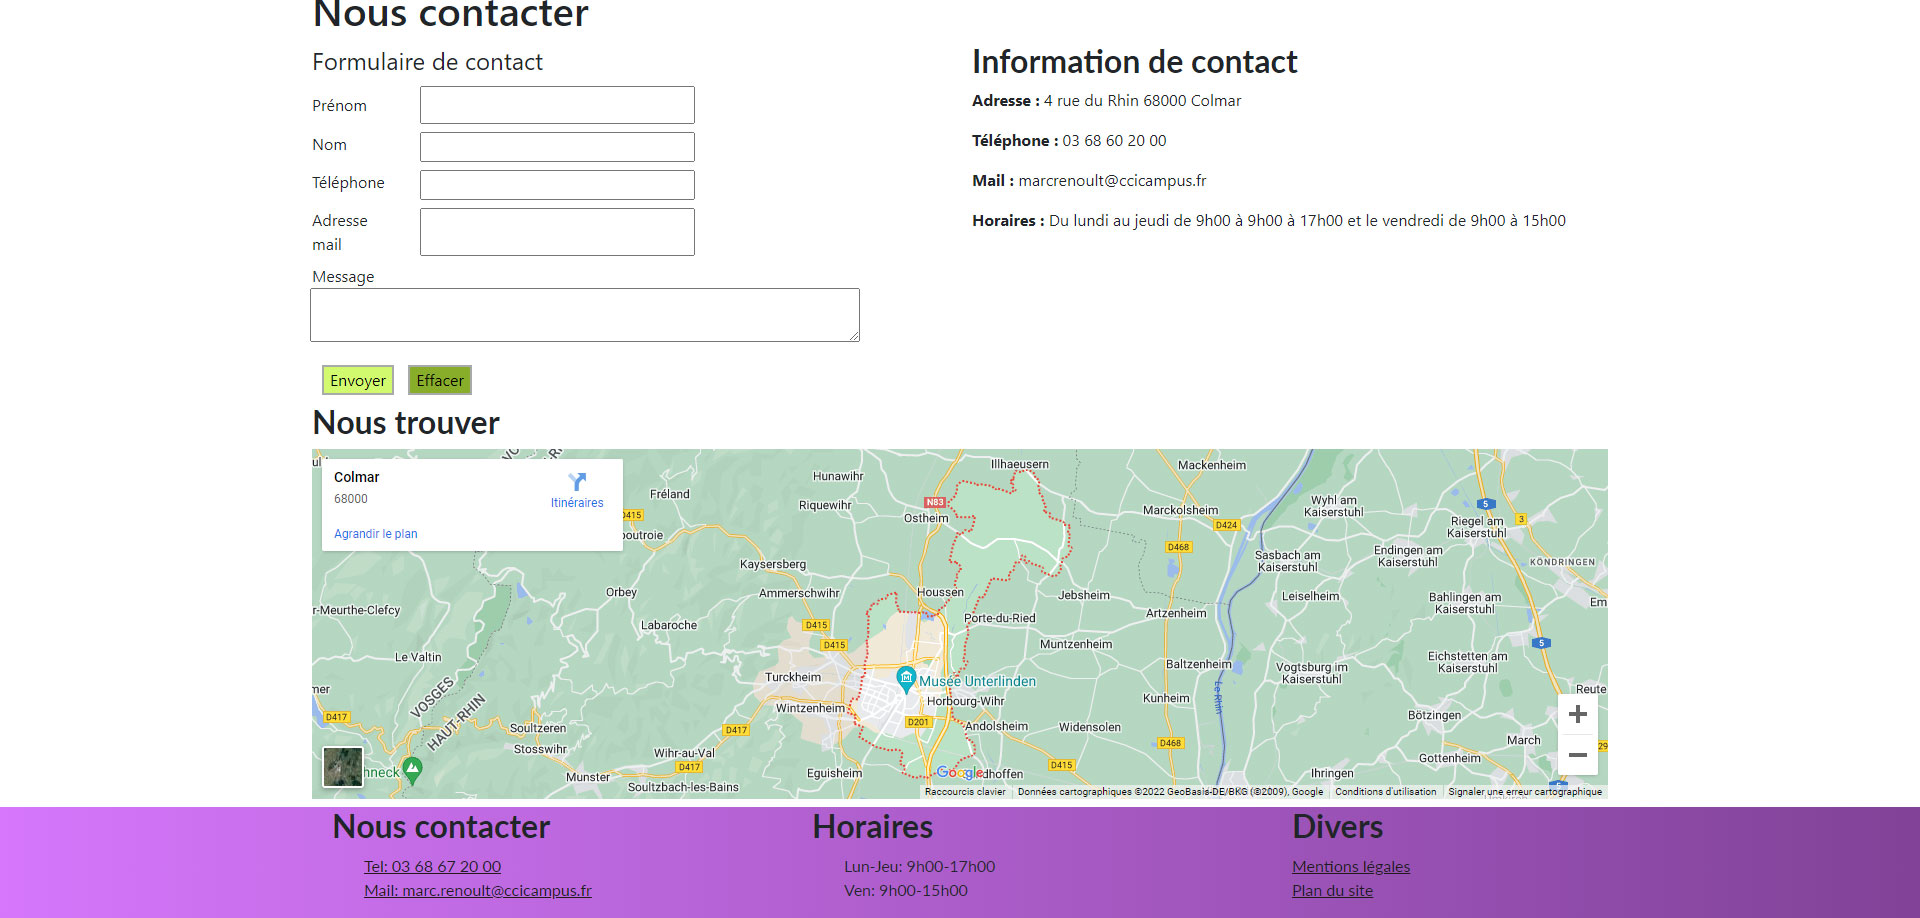 Nous contacter
Formulaire de contact
Prénom
Nom
Téléphone
Adresse
mail
Message
Envoyer
Effacer
Information de contact
Adresse : 4 rue du Rhin 68000 Colmar
Téléphone : 03 68 60 20 00
Mail : marcrenoult@ccicampus.fr
Horaires : Du lundi au jeudi de 9h00 à 9h00 à 17h00 et le vendredi de 9h00 à 15h00
Nous trouver
Colmar
68000
Itinéraires
Agrandir le plan
Illhaeusern
Mackenheim
Hunawihr
Fréland
Riquewihr
N83
Ostheim
D415
Marckolsheim
D424
Wyhl am
Kaiserstuhl
5
3
Riegel am
Kaiserstuhl
D468
Sasbach am
Kaiserstuhl
Endingen am
Kaiserstuhl
KÖNDRINGEN
Kaysersberg
Orbey
Ammerschwihr
Houssen
Jebsheim
Leiselheim
Bahlingen am
Kaiserstuhl
Artzenheim
Porte-du-Ried
Labaroche
D415
D415
Muntzenheim
5
Le Valtin
Baltzenheim
Vogtsburg im
Kaiserstuhl
Eichstetten am
Kaiserstuhl
Turckheim
Musée Unterlinden
VOSGES
HAUT-RHIN
Le Rhin
Kunheim
Horbourg-Wihr
Wintzenheim
D417
D201
Bötzingen
Soultzeren
D417
Andolsheim
Widensolen
Stosswihr
Wihr-au-Val
D468
March
D417
Gottenheim
Munster
Eguisheim
Google
D415
Ihringen
Soultzbach-les-Bains
Raccourcis clavier
Données cartographiques ©2022 GeoBasis-DE/BKG (©2009), Google
Conditions d'utilisation
Signaler une erreur cartographique
Nous contacter
Tel: 03 68 67 20 00
Mail: marc.renoult@ccicampus.fr
Horaires
Lun-Jeu: 9h00-17h00
Ven: 9h00-15h00
Divers
Mentions légales
Plan du site